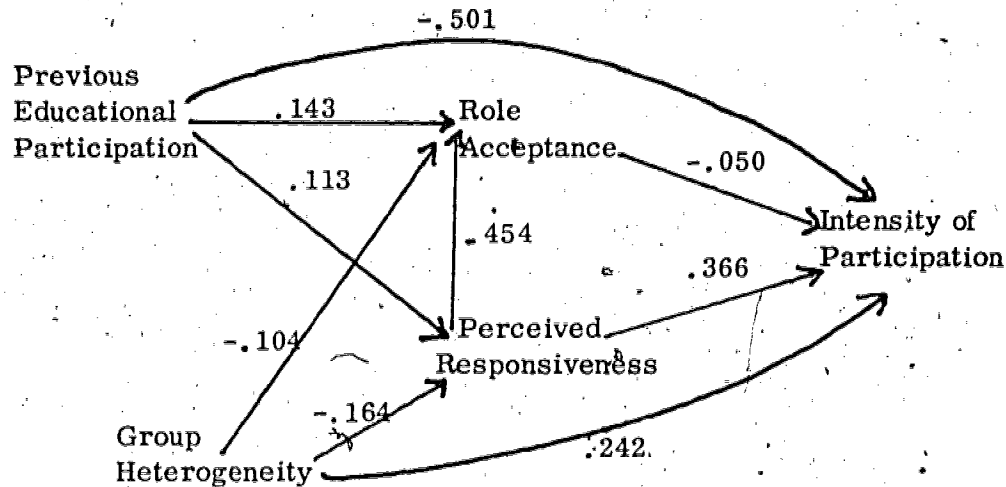 -.501
Previous
Educational
Participation
.143
Role
Acceptance
.113
-.050
.454
Intensity of
Participation
.366
-.104
Perceived
Responsiveness
-.164
Group
Heterogeneity
.242